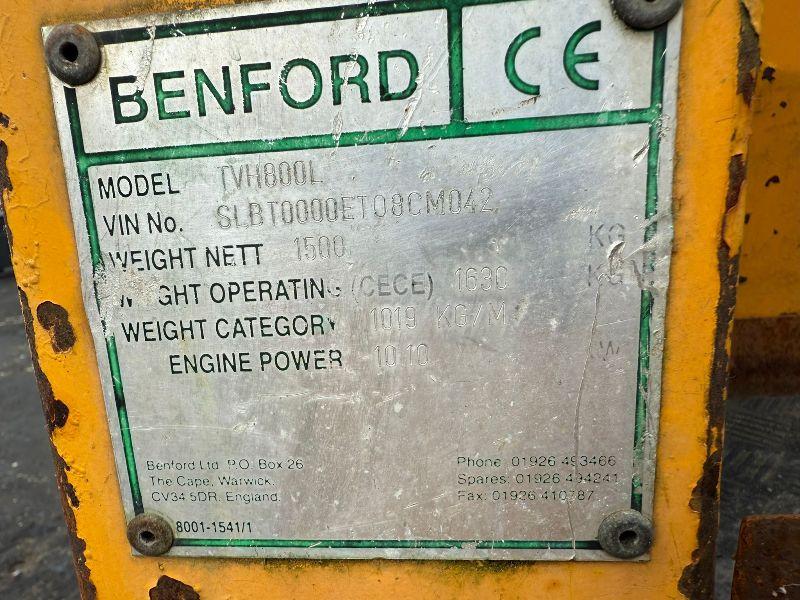 BENFORD CE
MODEL TVH800L
VIN No. SLBT0000ET08CM042
WEIGHT NETT 1500 KG
WEIGHT OPERATING (CECE) 1630 KG
WEIGHT CATEGORY 1019 KG/M
ENGINE POWER 10.10
Benford Ltd. P.O. Box 26
The Cape, Warwick.
CV34 5DR, England.
Phone: 01926 493466
Spares: 01926 494241
Fax: 01926 410787
8001-1541/1